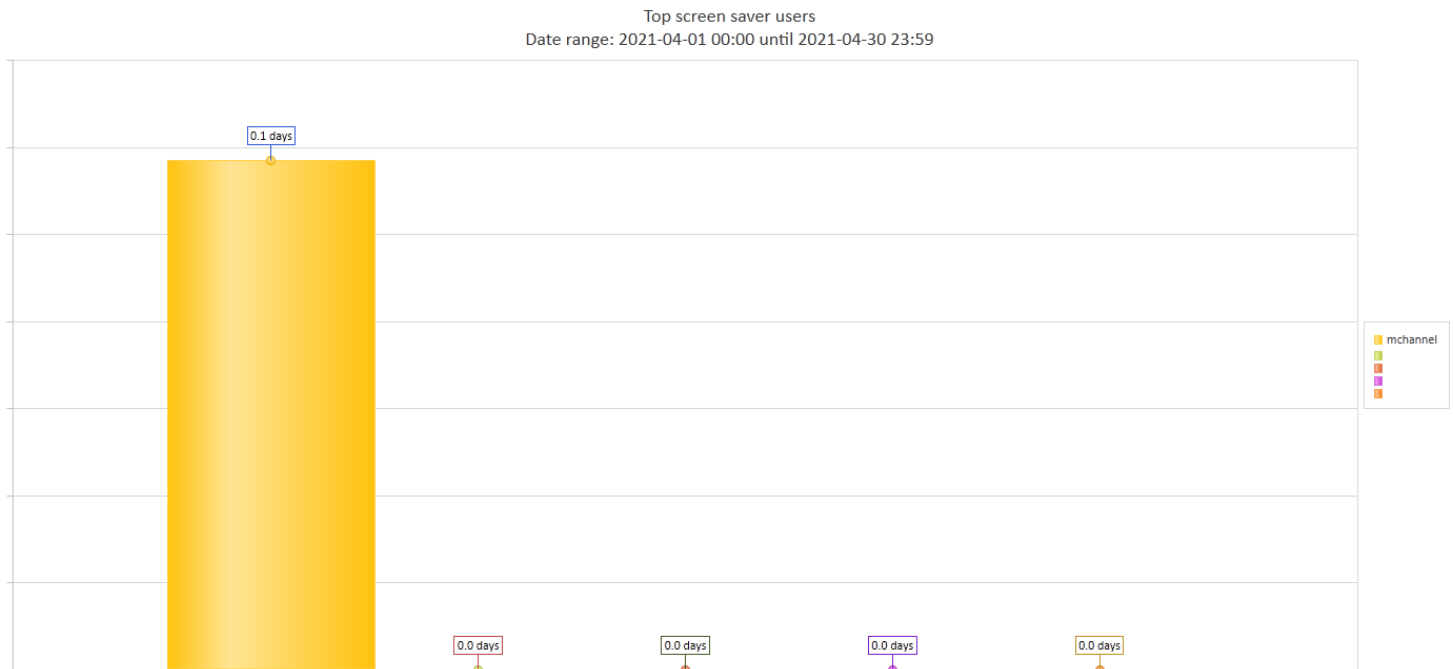 Top screen saver users
Date range: 2021-04-01 00:00 until 2021-04-30 23:59
0.1 days
mchannel
0.0 days
0.0 days
0.0 days
0.0 days